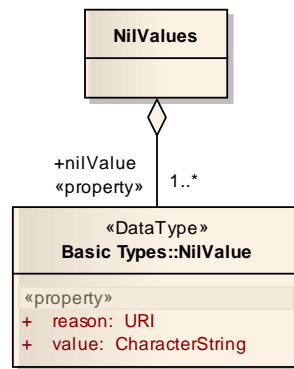 NilValues
+nilValue
«property» 1..*
«DataType»
Basic Types::NilValue
«property»
+ reason: URI
+ value: CharacterString